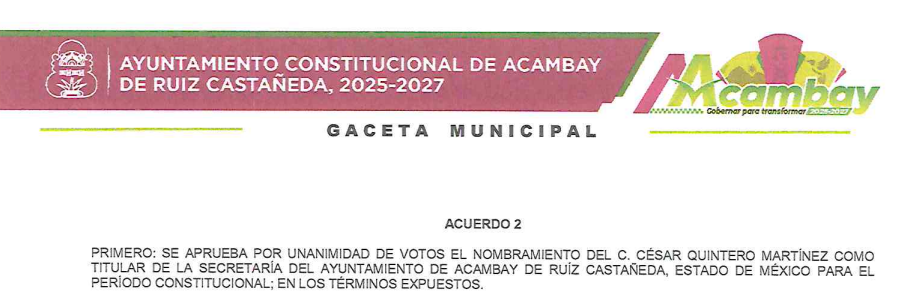 AYUNTAMIENTO CONSTITUCIONAL DE ACAMBAY
DE RUIZ CASTAÑEDA, 2025-2027
Acambay
Gobernar para transformar 2025-2027
GACETA MUNICIPAL
ACUERDO 2
PRIMERO: SE APRUEBA POR UNANIMIDAD DE VOTOS EL NOMBRAMIENTO DEL C. CÉSAR QUINTERO MARTÍNEZ COMO
TITULAR DE LA SECRETARÍA DEL AYUNTAMIENTO DE ACAMBAY DE RUÍZ CASTAÑEDA, ESTADO DE MÉXICO PARA EL
PERÍODO CONSTITUCIONAL; EN LOS TÉRMINOS EXPUESTOS.